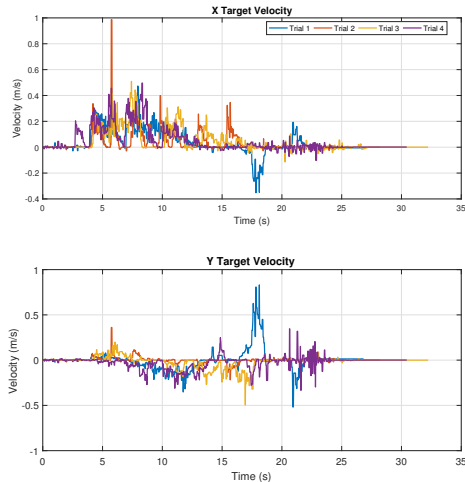 X Target Velocity
Trial 1 Trial 2 Trial 3 Trial 4
1
0.8
0.6
0.4
0.2
0
-0.2
-0.4
Velocity (m/s)
0 5 10 15 20 25 30 35
Time (s)
Y Target Velocity
1
0.5
0
-0.5
-1
Velocity (m/s)
0 5 10 15 20 25 30 35
Time (s)